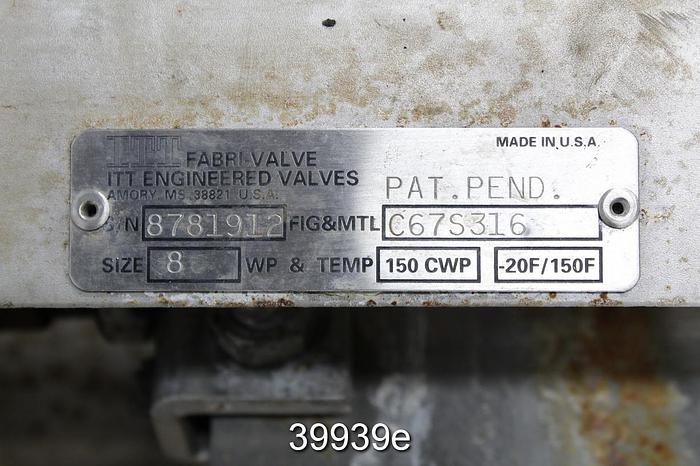 MADE IN U.S.A.
ITT FABRI-VALVE
ITT ENGINEERED VALVES
AMORY, MS. 38821 U.S.A.
PAT.PEND.
S/N 8781912 FIG&MTL C67S316
SIZE 8 WP & TEMP 150 CWP -20F/150F
39939e